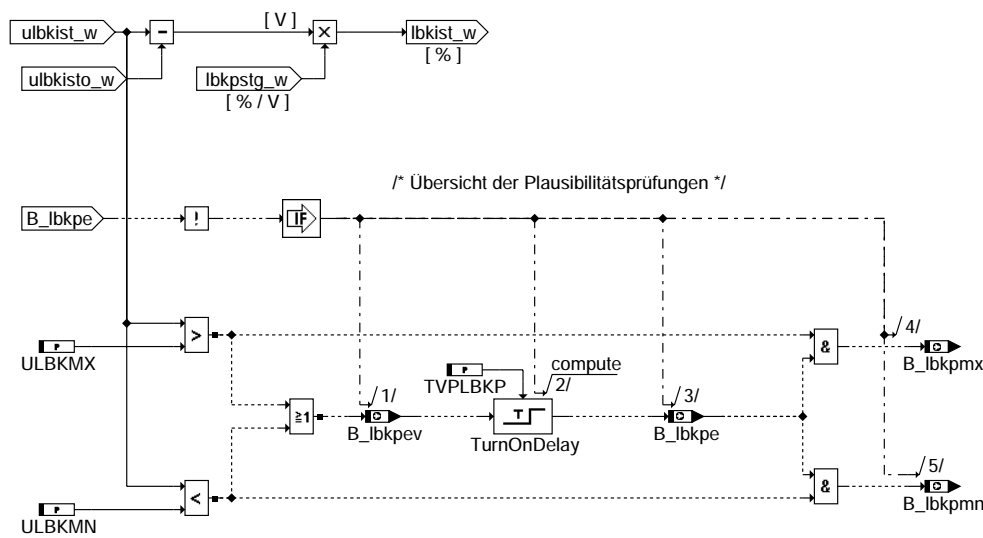 ulbkist_w
[ V ]
lbkist_w
[ % ]
ulbkisto_w
lbkpstg_w
[ % / V ]
/* Übersicht der Plausibilitätsprüfungen */
B_lbkpe
!
IF
>
4/
ULBKMX
P
&
B_lbkpmx
P
TVPLBKP
compute
2/
1/
3/
≥1
B_lbkpev
T
TurnOnDelay
B_lbkpe
5/
<
P
ULBKMN
&
B_lbkpmn